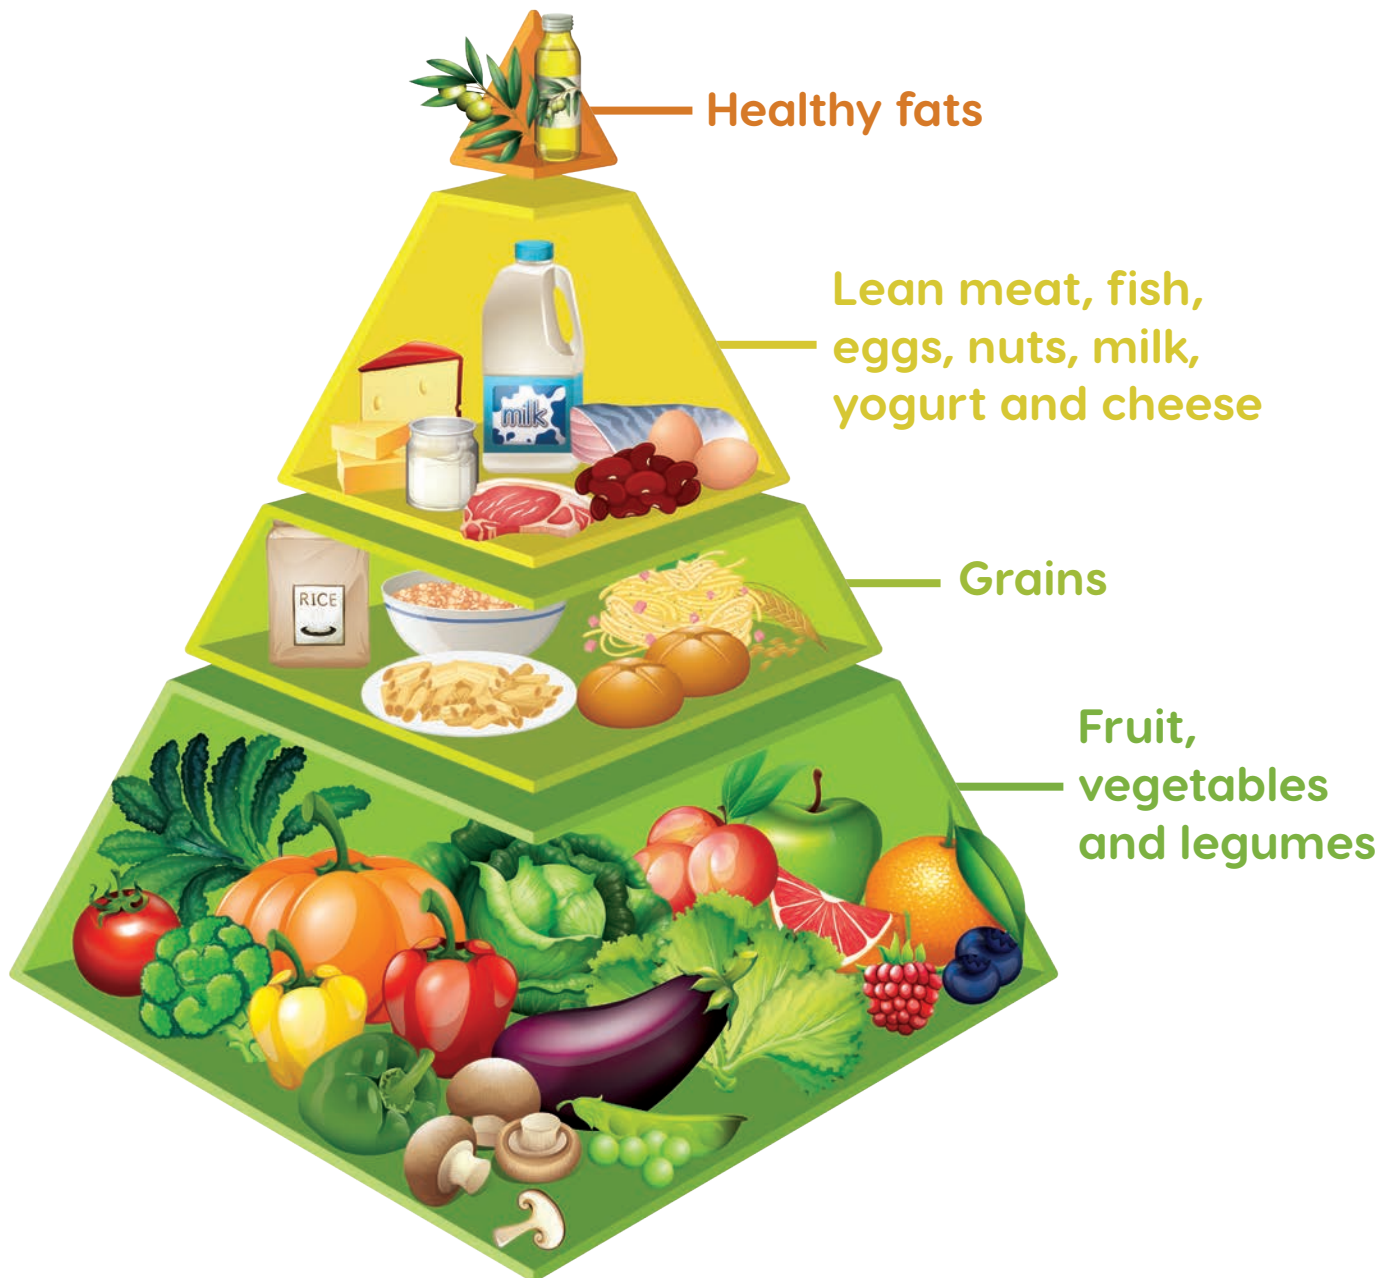 Healthy fats
Lean meat, fish,
eggs, nuts, milk,
yogurt and cheese
milk
Grains
RICE
Fruit,
vegetables
and legumes